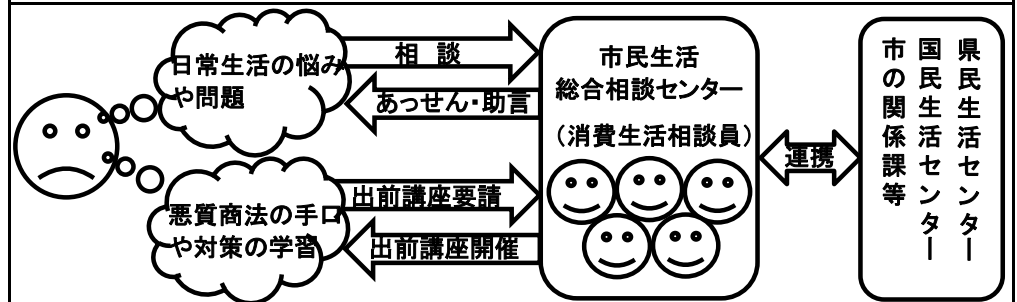 日常生活の悩み
や問題
相 談
あっせん・助言
悪質商法の手口
や対策の学習
出前講座要請
出前講座開催
市民生活
総合相談センター
（消費生活相談員）
連携
県民生活センター
国民生活センター
市の関係課等